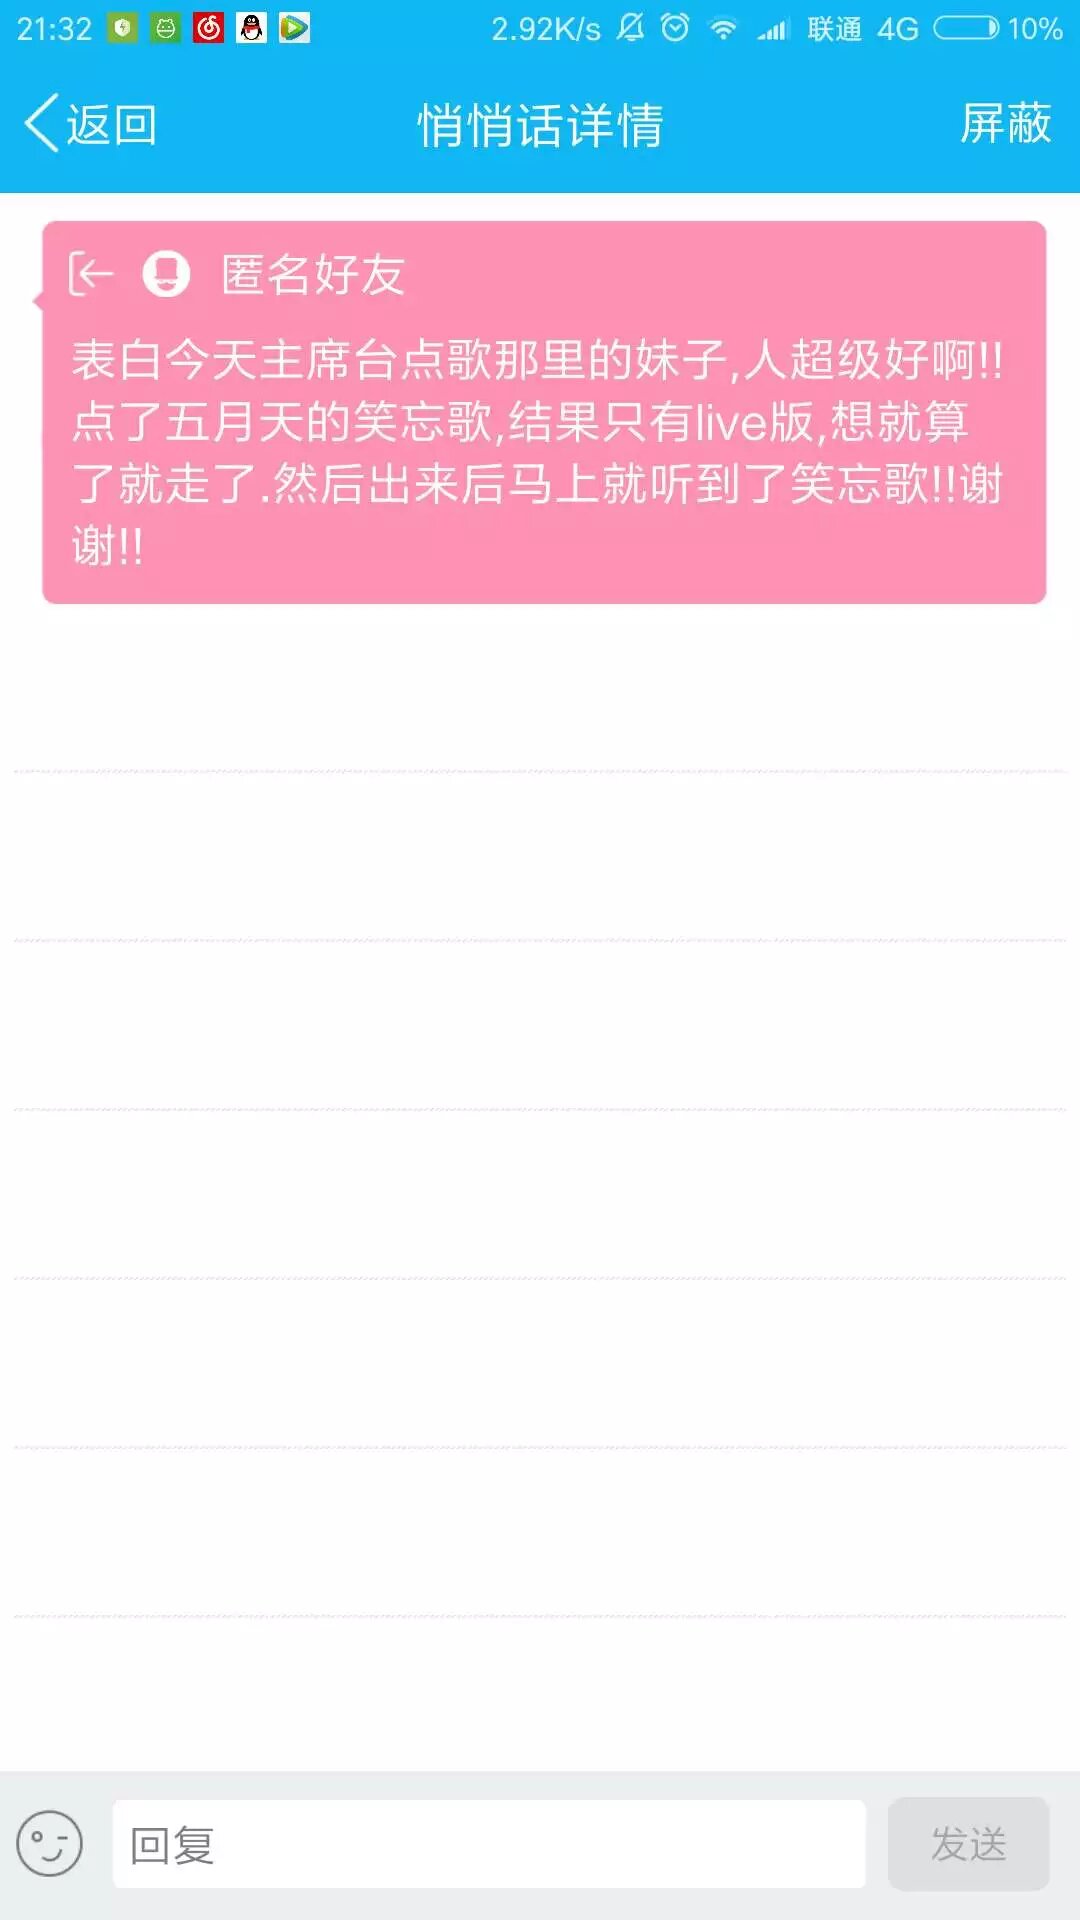 21:32 2.92K/s 联通 4G 10%
返回 悄悄话详情 屏蔽
匿名好友
表白今天主席台点歌那里的妹子,人超级好啊!!
点了五月天的笑忘歌,结果只有live版,想就算
了就走了.然后出来后马上就听到了笑忘歌!!谢
谢!!
回复 发送